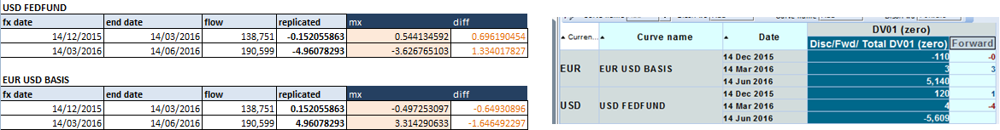 USD FEDFUND
fx date end date flow replicated mx diff
14/12/2015 14/03/2016 138,751 -0.152055863 0.544134592 0.696190454
14/03/2016 14/06/2016 190,599 -4.96078293 -3.626765103 1.334017827
EUR USD BASIS
fx date end date flow replicated mx diff
14/12/2015 14/03/2016 138,751 0.152055863 -0.497253097 -0.64930896
14/03/2016 14/06/2016 190,599 4.96078293 3.314290633 -1.646492297
DV01 (zero)
Curren... Curve name Date Disc/Fwd/ Total DV01 (zero) Forward
14 Dec 2015 -110 -0
EUR EUR USD BASIS 14 Mar 2016 3 3
14 Jun 2016 5,140
14 Dec 2015 120 1
USD USD FEDFUND 14 Mar 2016 4 -4
14 Jun 2016 -5,609